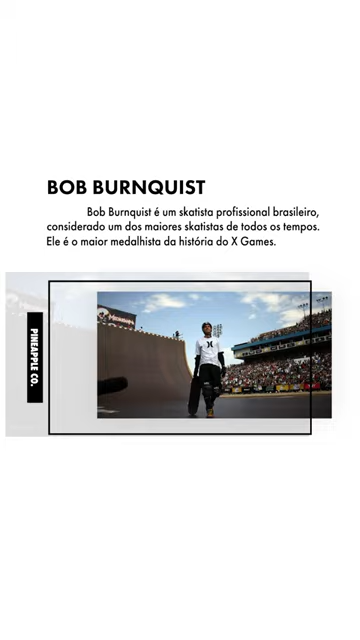 BOB BURNQUIST
Bob Burnquist é um skatista profissional brasileiro,
considerado um dos maiores skatistas de todos os tempos.
Ele é o maior medalhista da história do X Games.
PINEAPPLE CO.